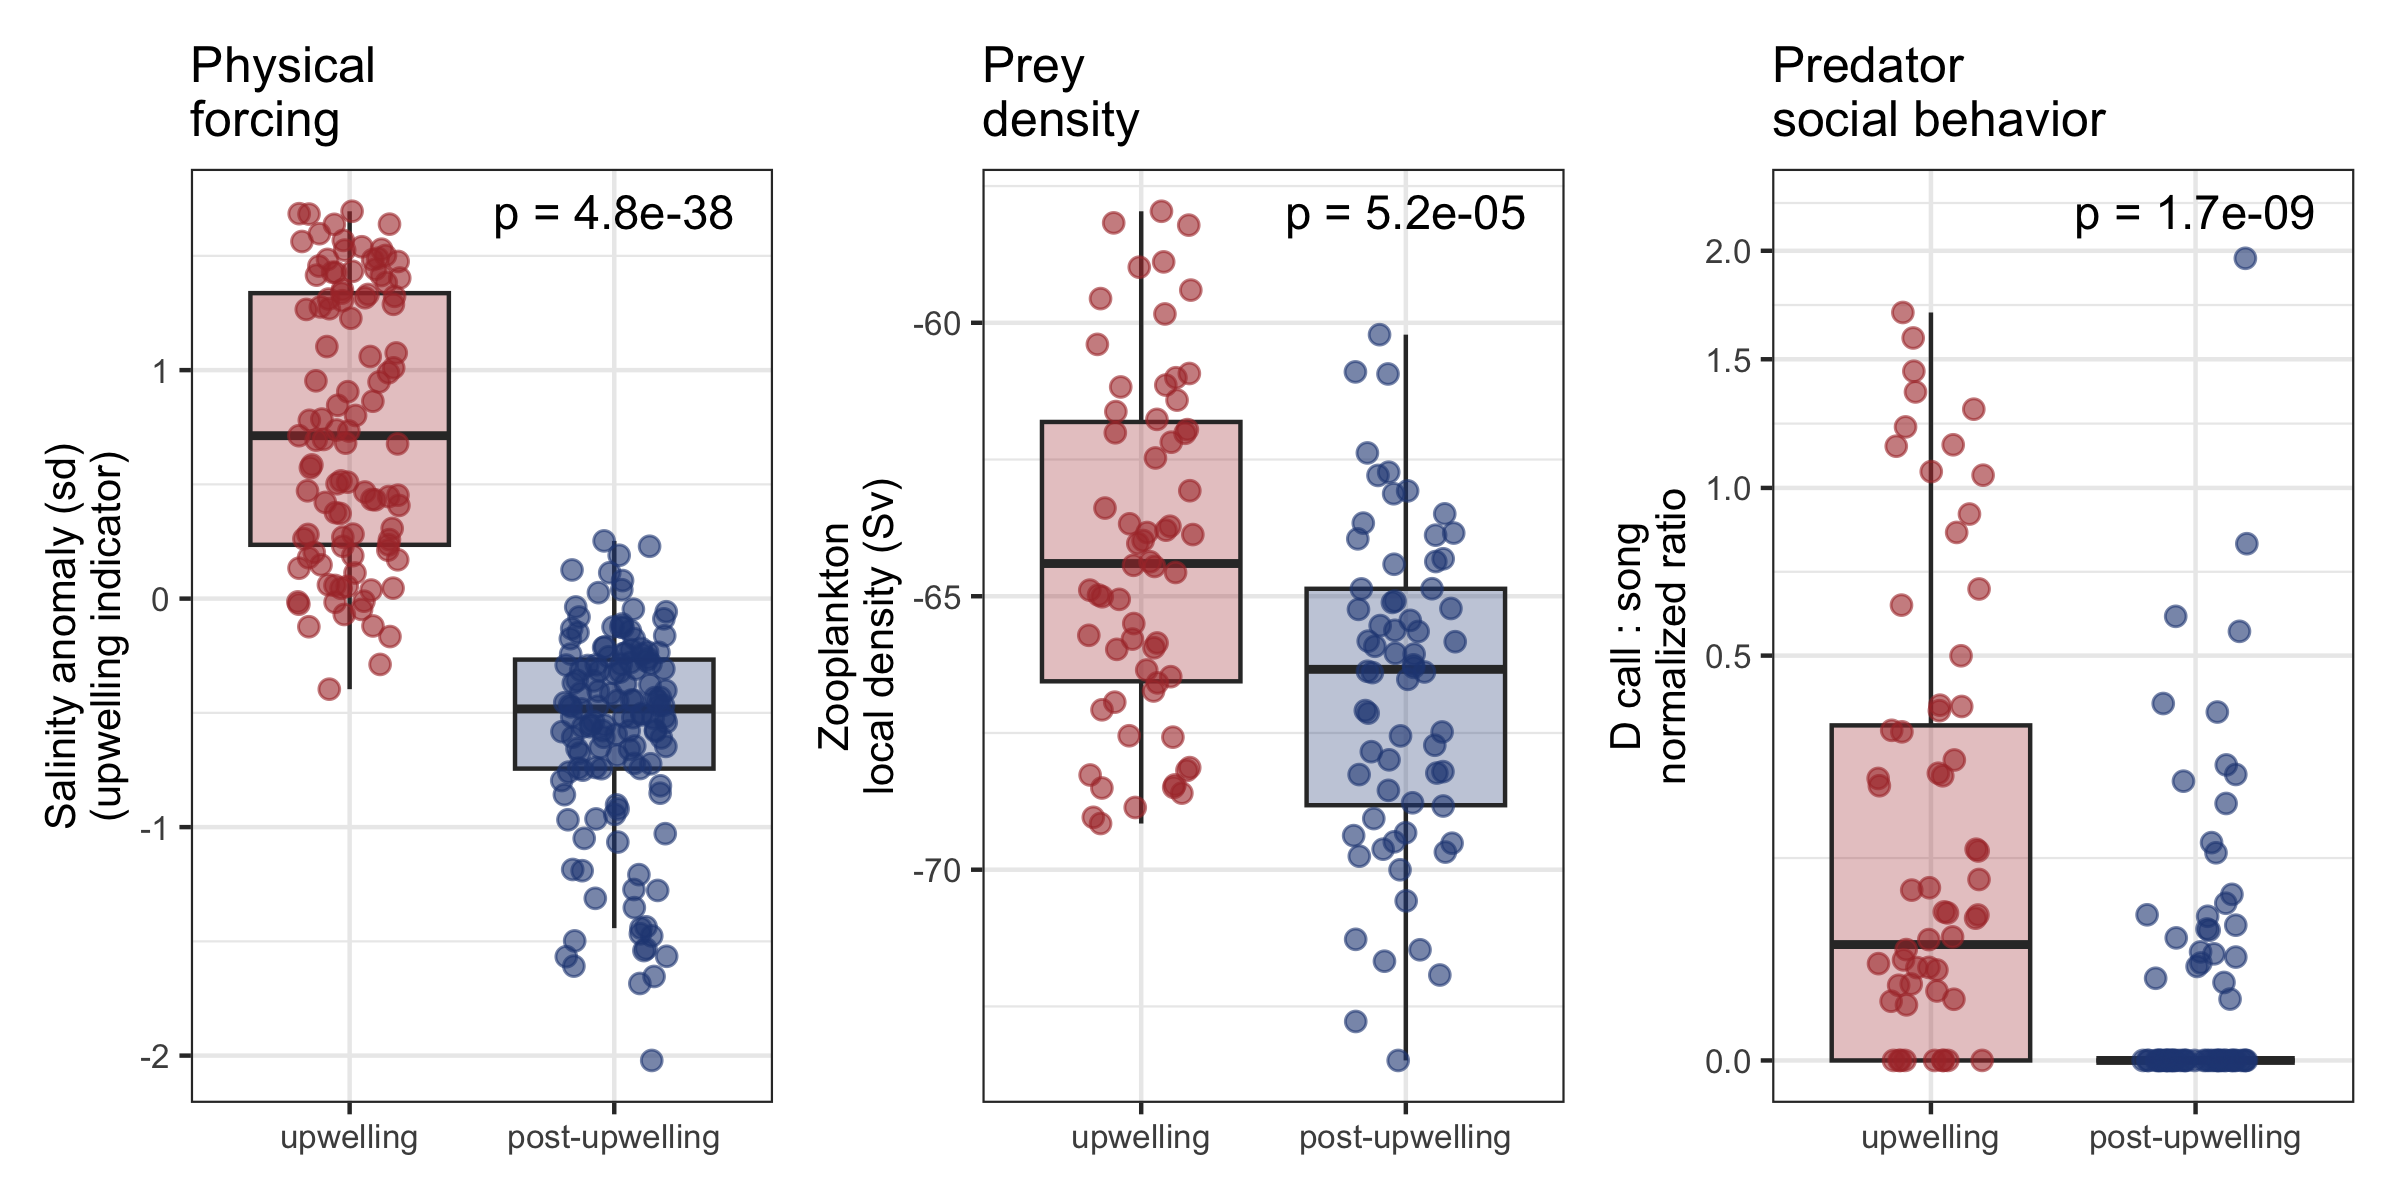 Physical
forcing
Salinity anomaly (sd)
(upwelling indicator)
p = 4.8e-38
1
0
-1
-2
upwelling
post-upwelling
Prey
density
Zooplankton
local density (Sv)
p = 5.2e-05
-60
-65
-70
upwelling
post-upwelling
Predator
social behavior
D call : song
normalized ratio
p = 1.7e-09
2.0
1.5
1.0
0.5
0.0
upwelling
post-upwelling